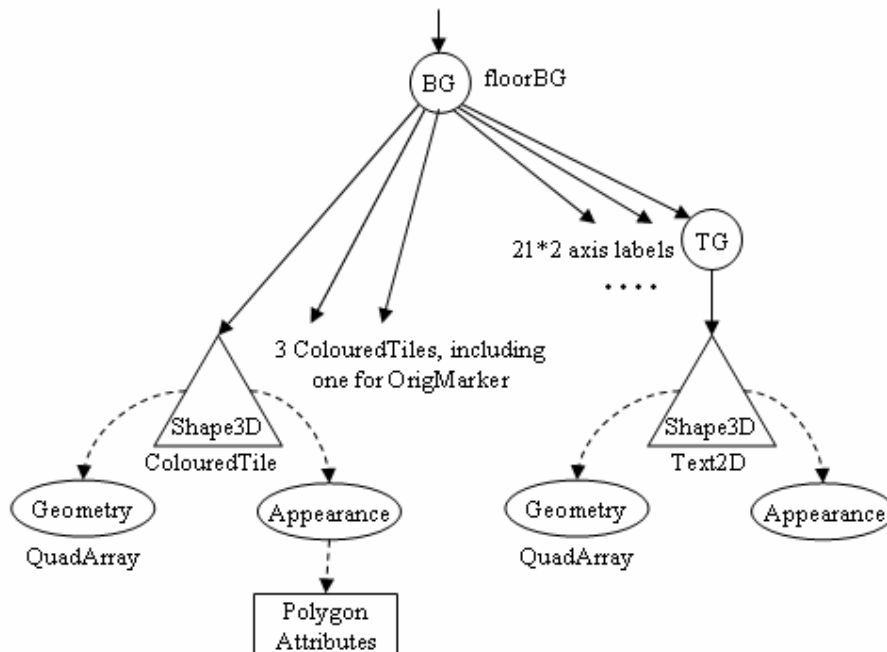 BG
floorBG
TG
21*2 axis labels
. . . .
3 ColouredTiles, including
one for OrigMarker
Shape3D
ColouredTile
Shape3D
Text2D
Geometry
QuadArray
Appearance
Geometry
QuadArray
Appearance
Polygon
Attributes